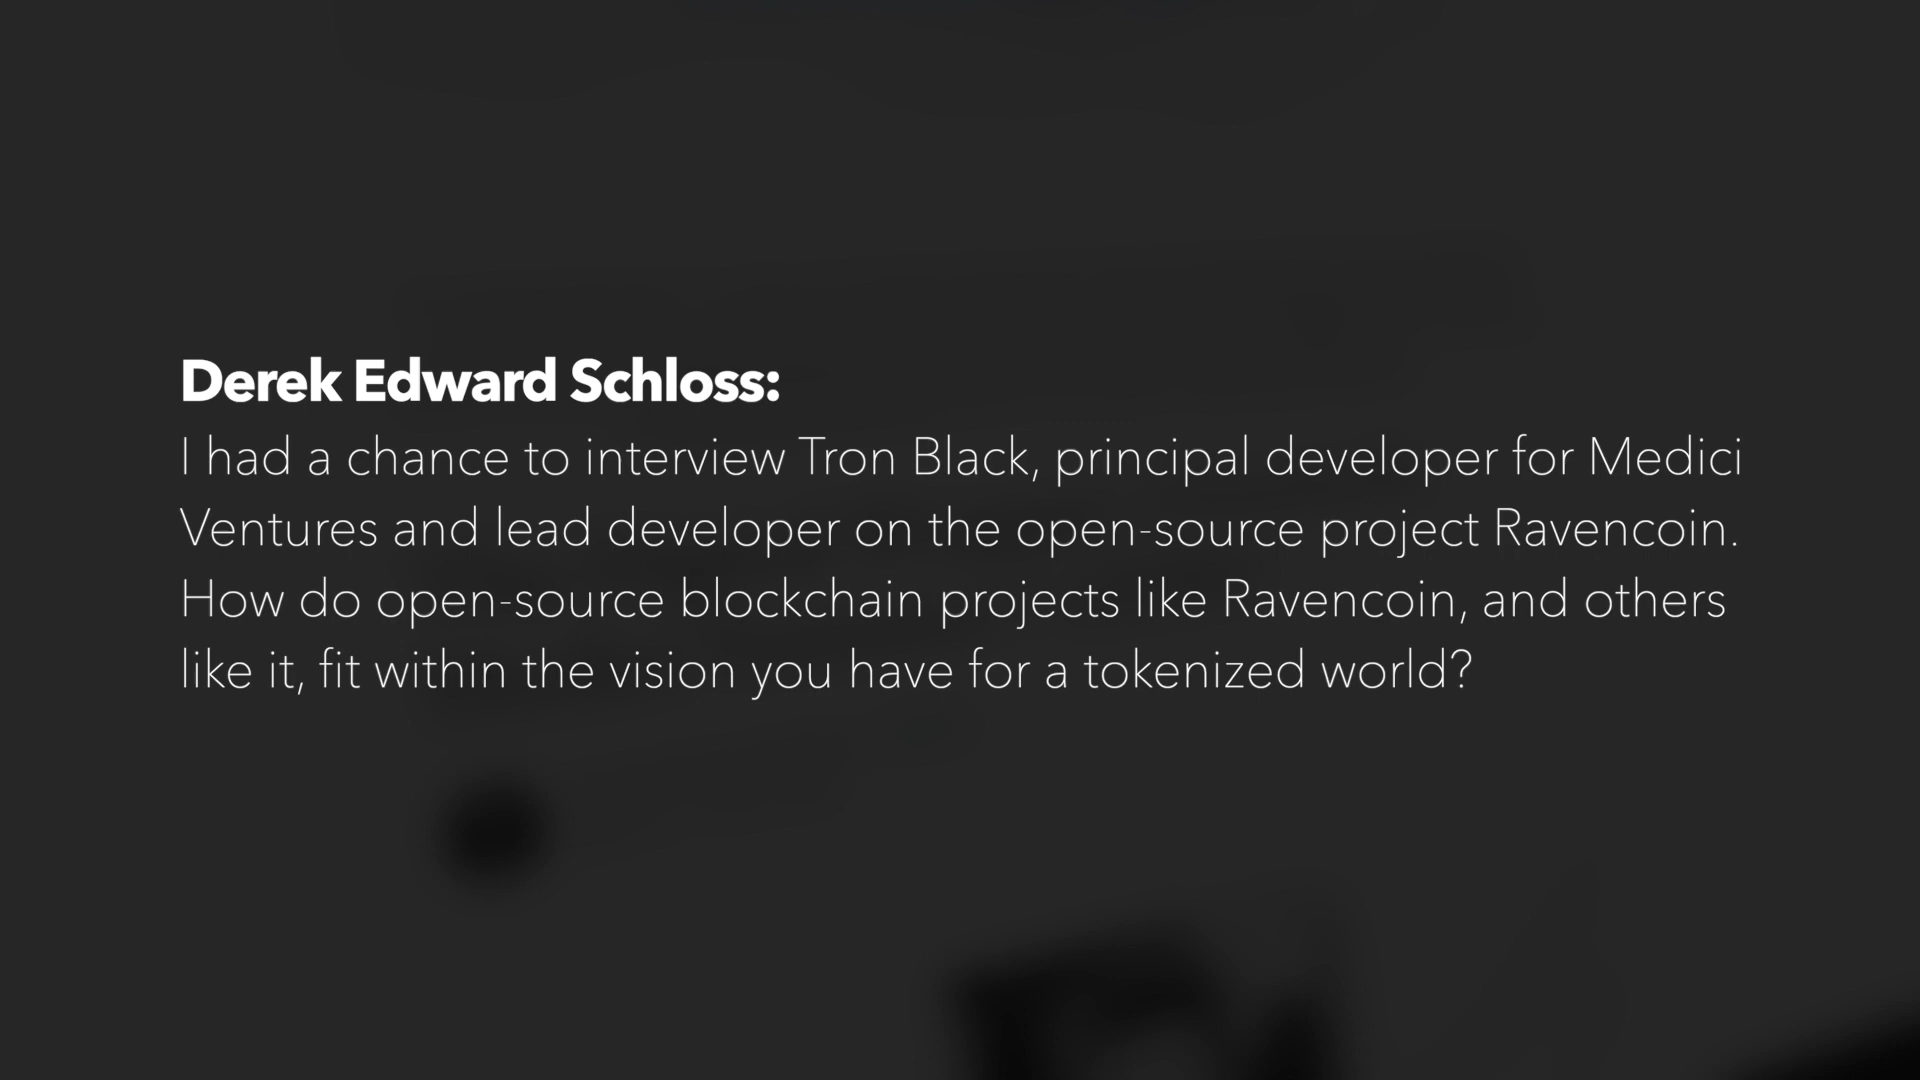 Derek Edward Schloss:
I had a chance to interview Tron Black, principal developer for Medici
Ventures and lead developer on the open-source project Ravencoin.
How do open-source blockchain projects like Ravencoin, and others
like it, fit within the vision you have for a tokenized world?